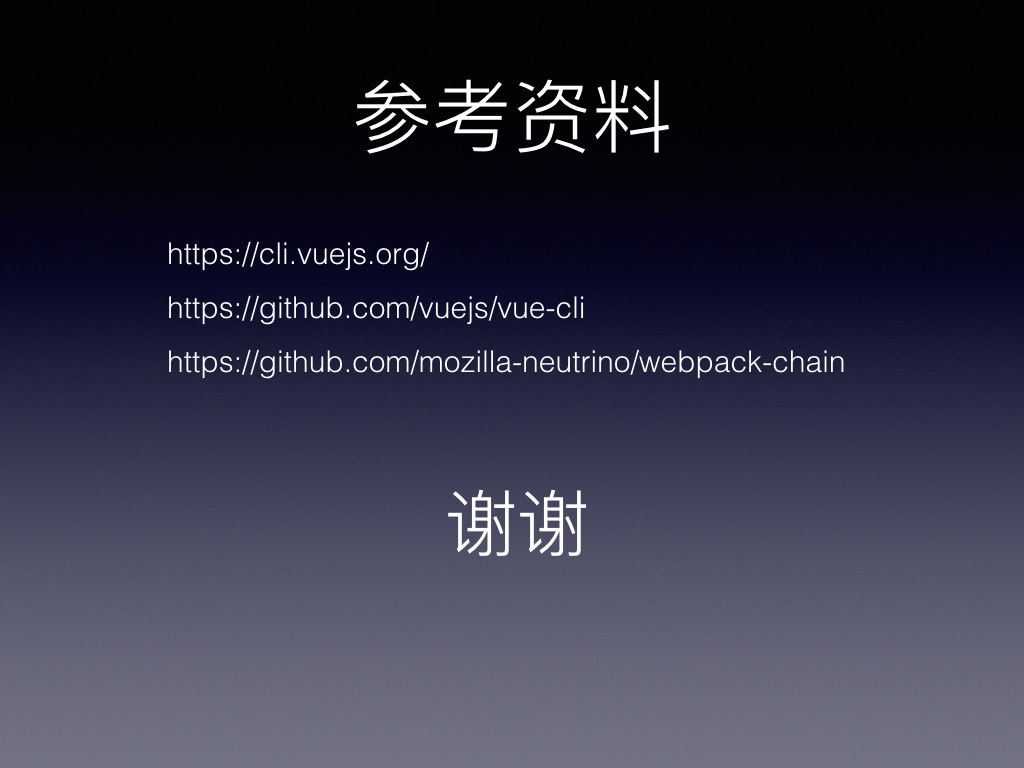 参考资料
https://cli.vuejs.org/
https://github.com/vuejs/vue-cli
https://github.com/mozilla-neutrino/webpack-chain
谢谢